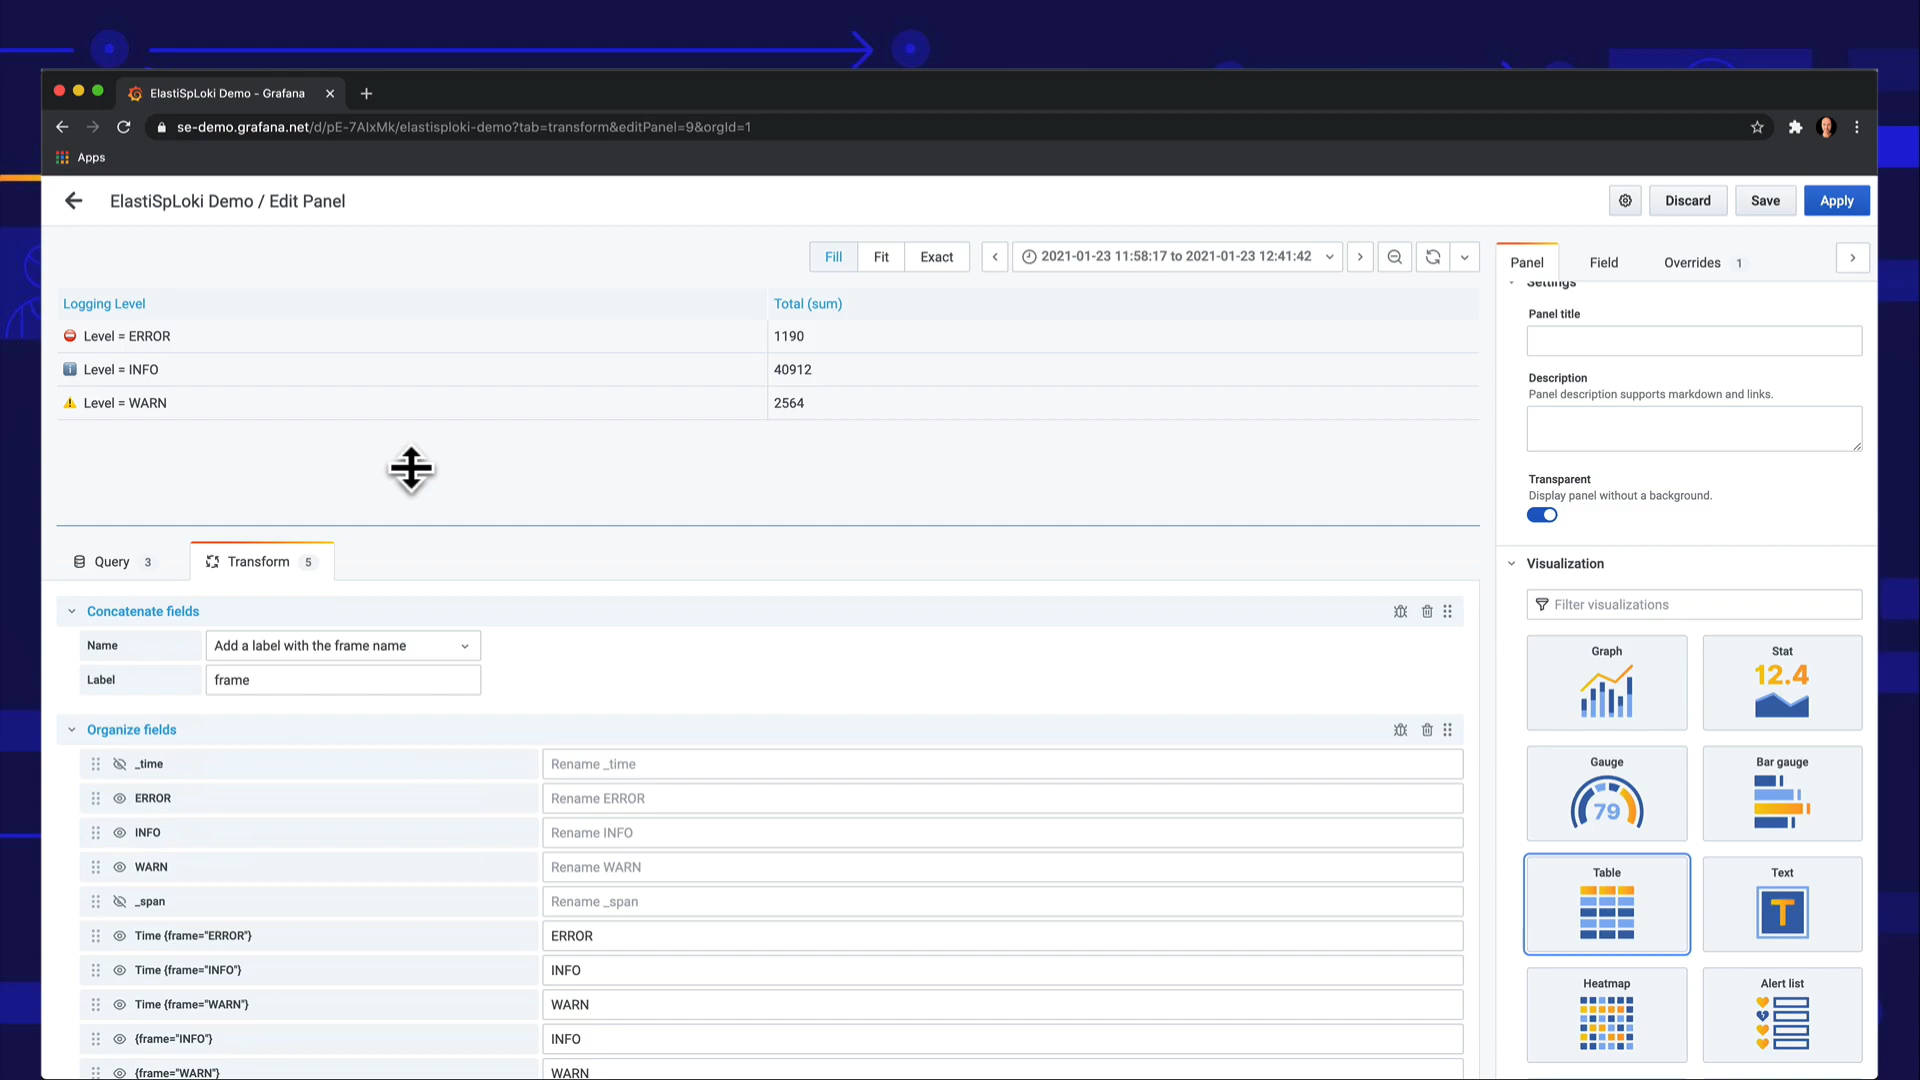 ElastiSpLoki Demo - Grafana
se-demo.grafana.net/d/pE-7AlxMk/elastisploki-demo?tab=transform&editPanel=9&orgId=1
Apps
ElastiSpLoki Demo / Edit Panel
Discard
Save
Apply
Fill
Fit
Exact
2021-01-23 11:58:17 to 2021-01-23 12:41:42
Logging Level
Total (sum)
Level = ERROR
1190
Level = INFO
40912
Level = WARN
2564
Query 3
Transform 5
Concatenate fields
Name
Add a label with the frame name
Label
frame
Organize fields
_time
Rename _time
ERROR
Rename ERROR
INFO
Rename INFO
WARN
Rename WARN
_span
Rename _span
Time {frame="ERROR"}
ERROR
Time {frame="INFO"}
INFO
Time {frame="WARN"}
WARN
{frame="INFO"}
INFO
{frame="WARN"}
WARN
Panel
Field
Overrides 1
Settings
Panel title
Description
Panel description supports markdown and links.
Transparent
Display panel without a background.
Visualization
Filter visualizations
Graph
Stat
12.4
Gauge
79
Bar gauge
Table
Text
T
Heatmap
Alert list